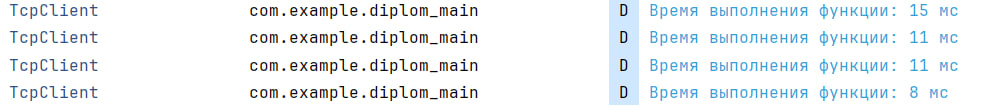 TcpClient com.example.diplom_main D Время выполнения функции: 15 мс
TcpClient com.example.diplom_main D Время выполнения функции: 11 мс
TcpClient com.example.diplom_main D Время выполнения функции: 11 мс
TcpClient com.example.diplom_main D Время выполнения функции: 8 мс